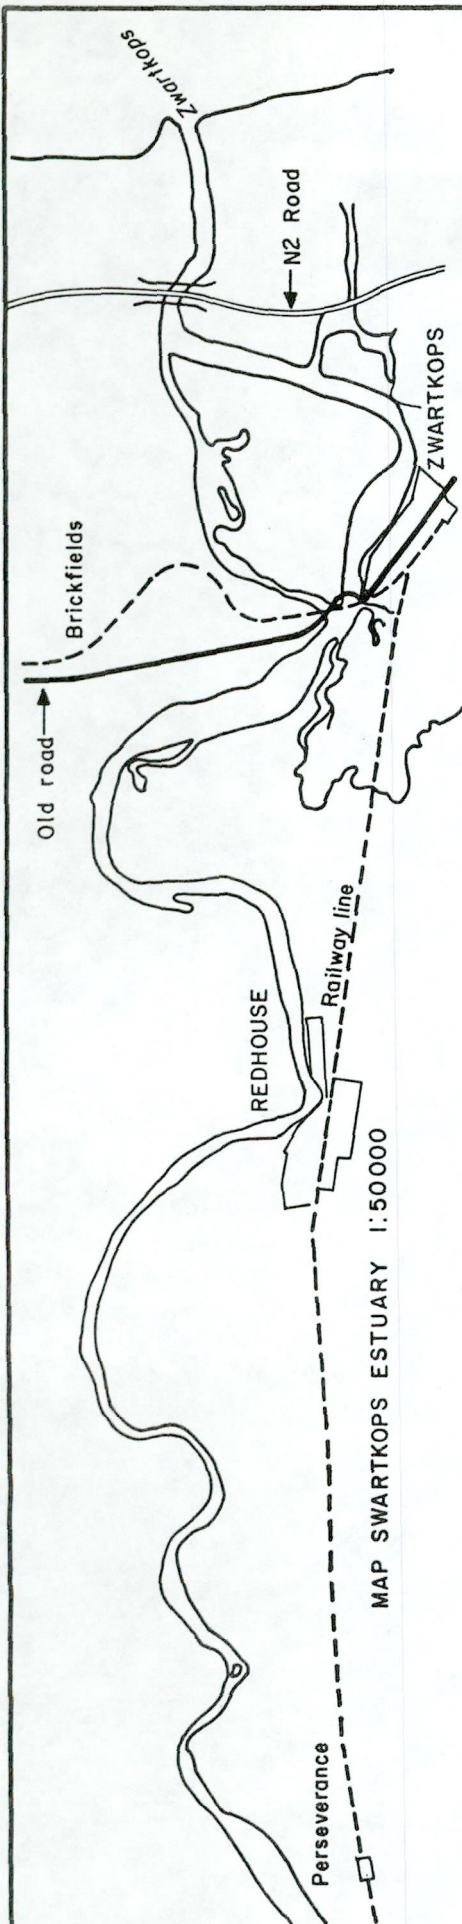 Zwartkops
N2 Road
ZWARTKOPS
Brickfields
Old road
Railway line
REDHOUSE
MAP SWARTKOPS ESTUARY 1:50000
Perseverance